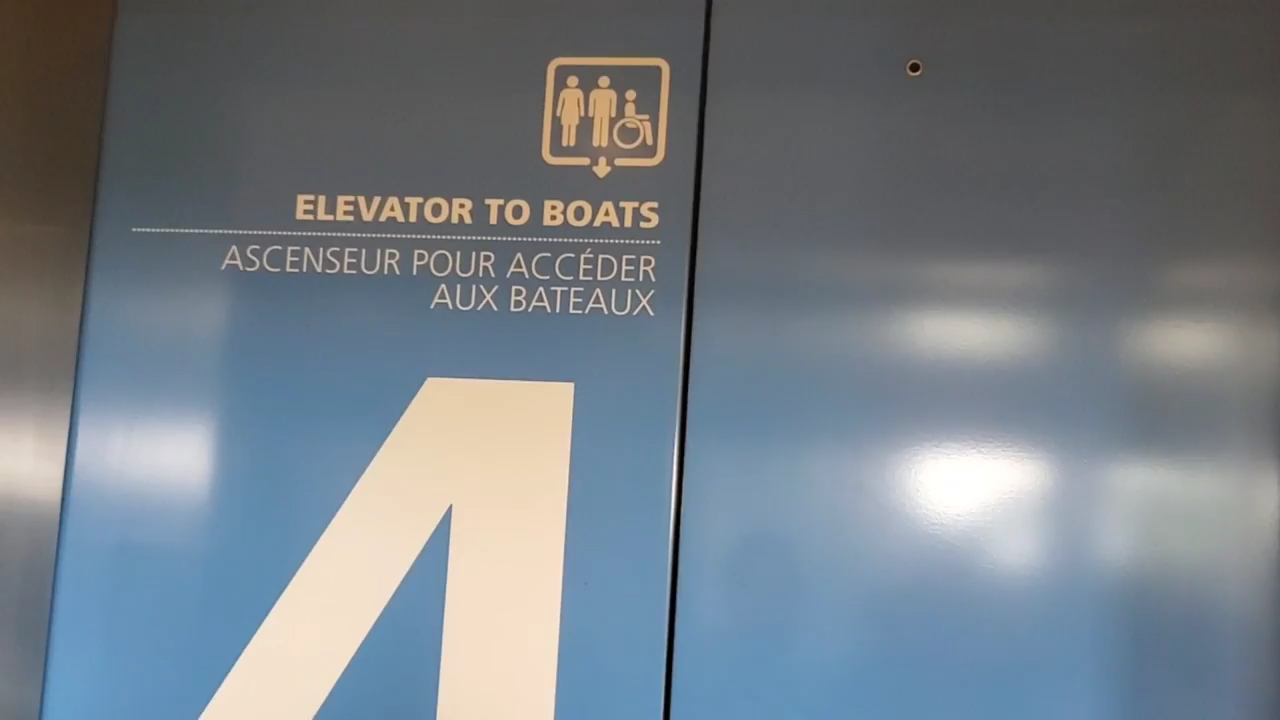 ELEVATOR TO BOATS
ASCENSEUR POUR ACCÉDER
AUX BATEAUX
4